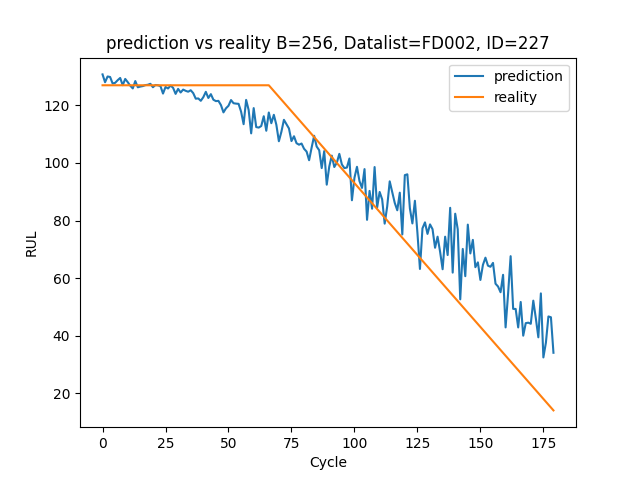 prediction vs reality B=256, Datalist=FD002, ID=227
prediction
reality
120
100
80
60
40
20
RUL
0 25 50 75 100 125 150 175
Cycle